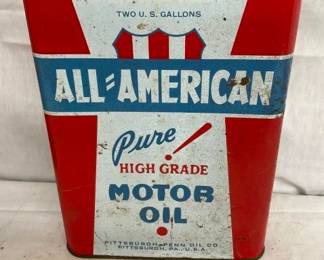 TWO U.S. GALLONS
ALL-AMERICAN
Pure!
HIGH GRADE
MOTOR
OIL
PITTSBURGH PENN OIL CO.
PITTSBURGH, PA., U.S.A.